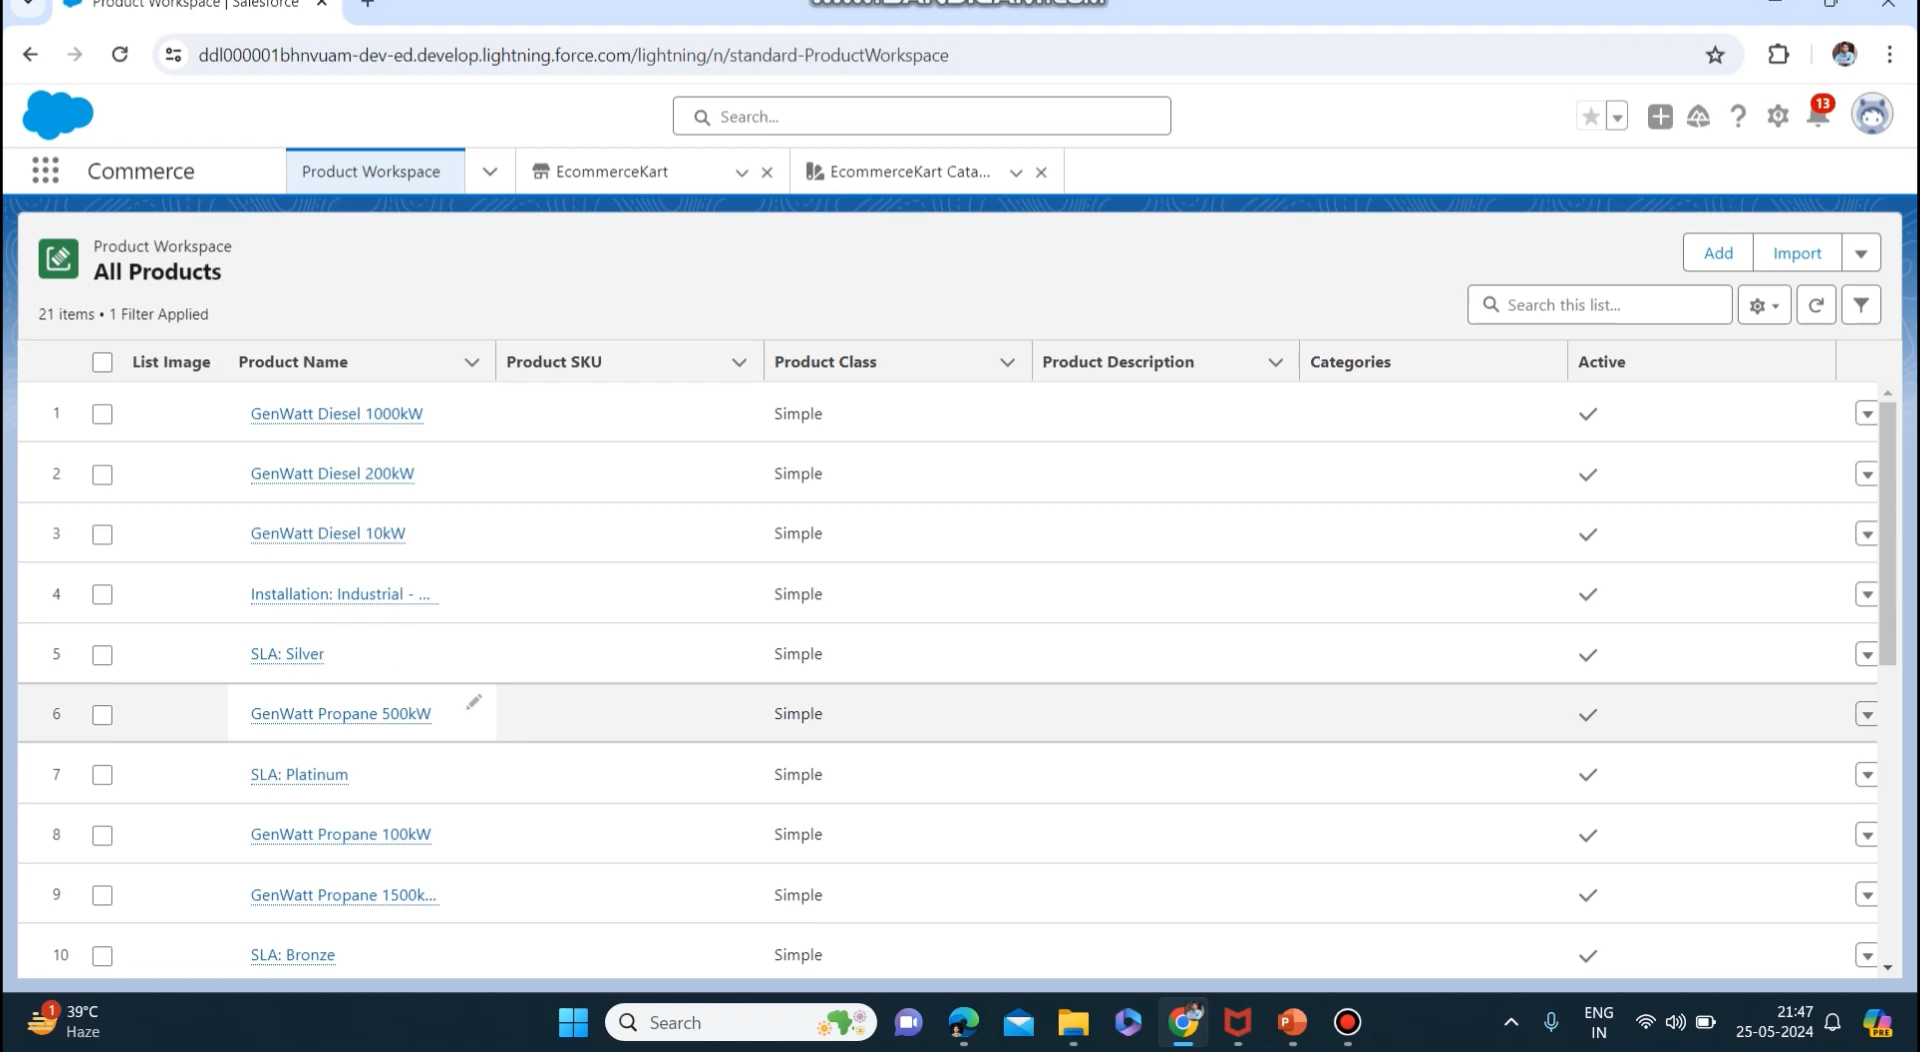 Product Workspace | Salesforce
www.BANDICAM.com
ddl000001bhnvuam-dev-ed.develop.lightning.force.com/lightning/n/standard-ProductWorkspace
Search...
13
Commerce
Product Workspace
EcommerceKart
EcommerceKart Cata...
Product Workspace
All Products
Add
Import
21 items • 1 Filter Applied
Search this list...
List Image Product Name Product SKU Product Class Product Description Categories Active
1 GenWatt Diesel 1000kW Simple
2 GenWatt Diesel 200kW Simple
3 GenWatt Diesel 10kW Simple
4 Installation: Industrial - ... Simple
5 SLA: Silver Simple
6 GenWatt Propane 500kW Simple
7 SLA: Platinum Simple
8 GenWatt Propane 100kW Simple
9 GenWatt Propane 1500k... Simple
10 SLA: Bronze Simple
1
39°C
Haze
Search
P
ENG
IN
21:47
25-05-2024
PRE